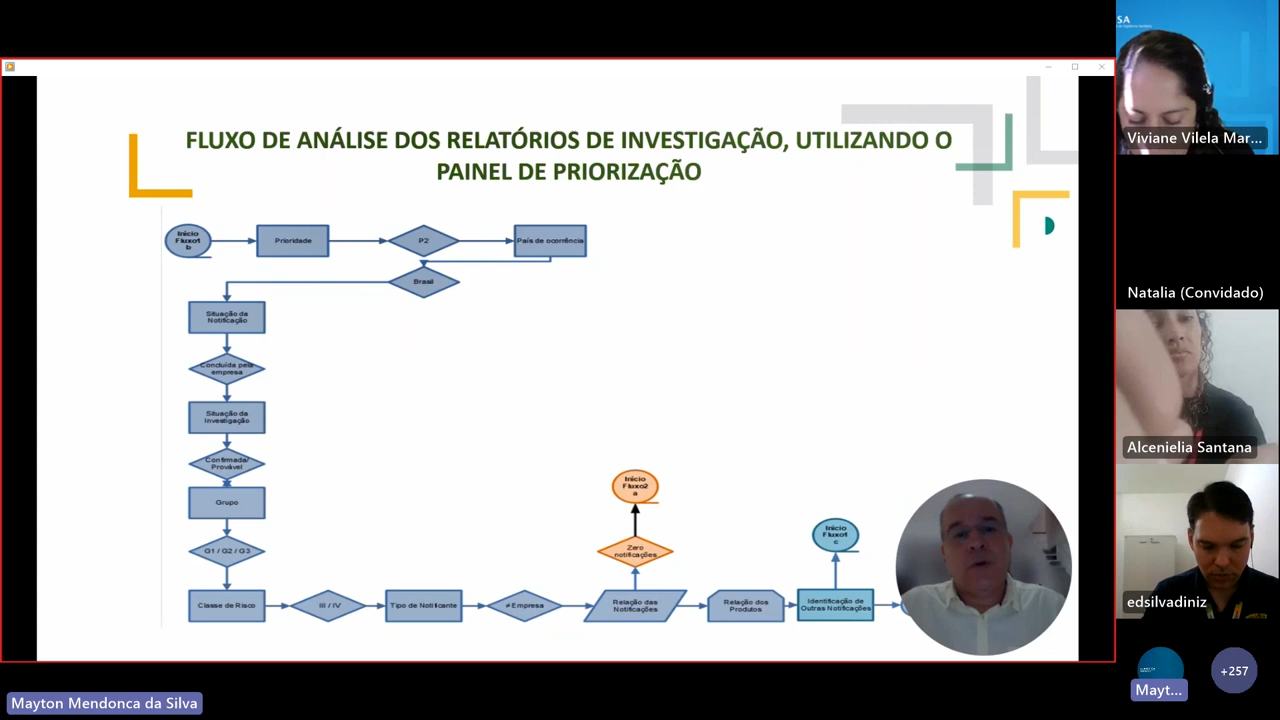 FLUXO DE ANÁLISE DOS RELATÓRIOS DE INVESTIGAÇÃO, UTILIZANDO O
PAINEL DE PRIORIZAÇÃO
Início
Fluxo1
b
Prioridade
P2
País de ocorrência
Brasil
Situação da
Notificação
Concluída pela
empresa
Situação da
Investigação
Confirmada/
Provável
Grupo
G1 / G2 / G3
Classe de Risco
III / IV
Tipo de Notificante
≠ Empresa
Relação das
Notificações
Zero
notificações
Início
Fluxo2
a
Relação dos
Produtos
Identificação de
Outras Notificações
Início
Fluxo1
c
SA
Viviane Vilela Mar...
Natalia (Convidado)
Alcenielia Santana
edsilvadiniz
Mayt...
+257
Mayton Mendonca da Silva